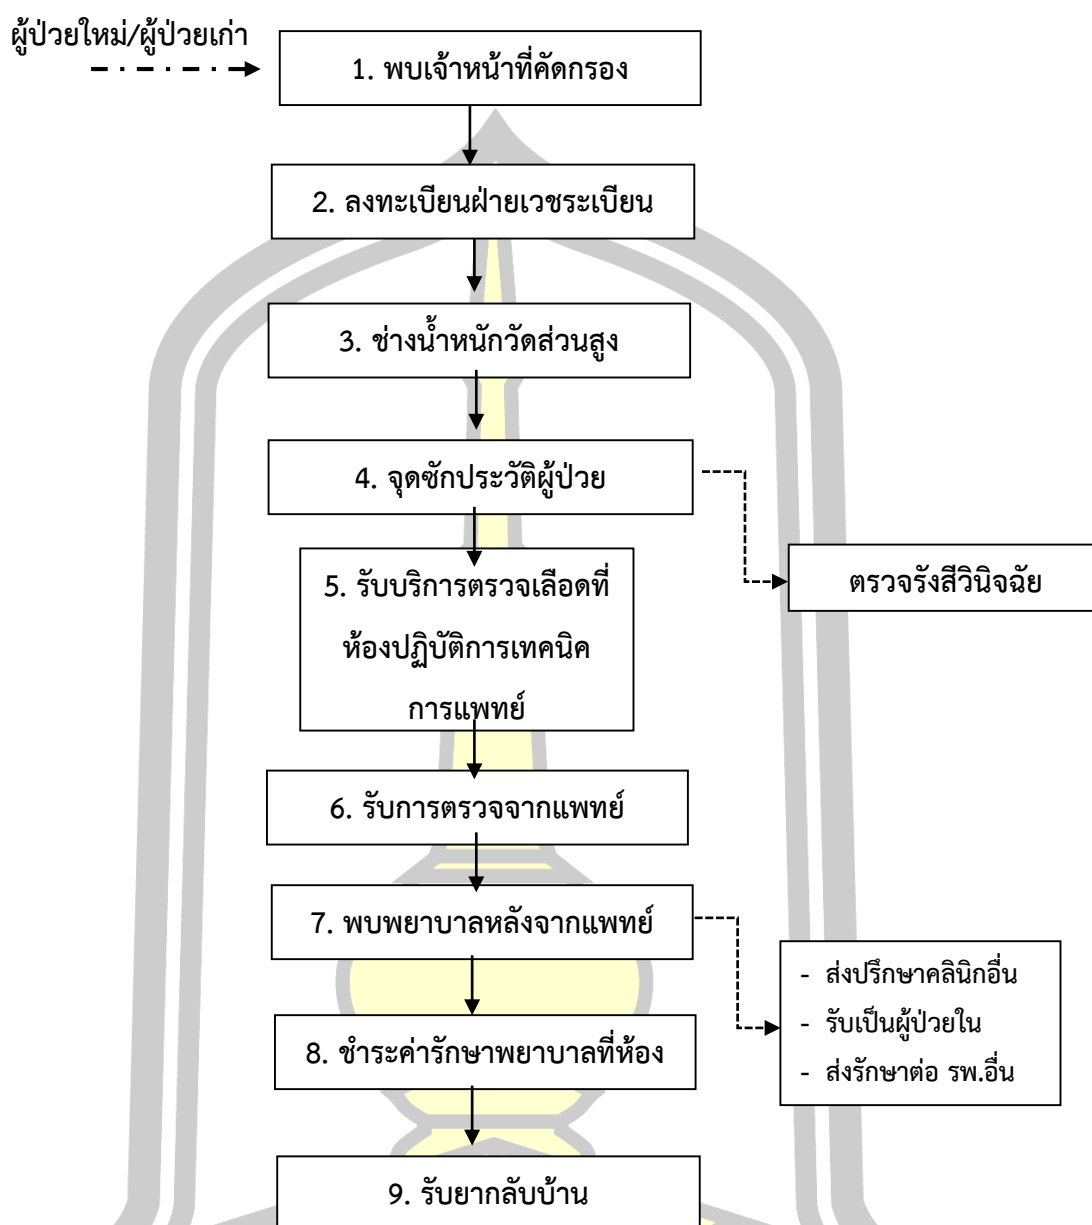 ผู้ป่วยใหม่/ผู้ป่วยเก่า
1. พบเจ้าหน้าที่คัดกรอง
2. ลงทะเบียนฝ่ายเวชระเบียน
3. ช่างน้ำหนักวัดส่วนสูง
4. จุดซักประวัติผู้ป่วย
ตรวจรังสีวินิจฉัย
5. รับบริการตรวจเลือดที่
ห้องปฏิบัติการเทคนิค
การแพทย์
6. รับการตรวจจากแพทย์
7. พบพยาบาลหลังจากแพทย์
- ส่งปรึกษาคลินิกอื่น
- รับเป็นผู้ป่วยใน
- ส่งรักษาต่อ รพ.อื่น
8. ชำระค่ารักษาพยาบาลที่ห้อง
9. รับยากลับบ้าน